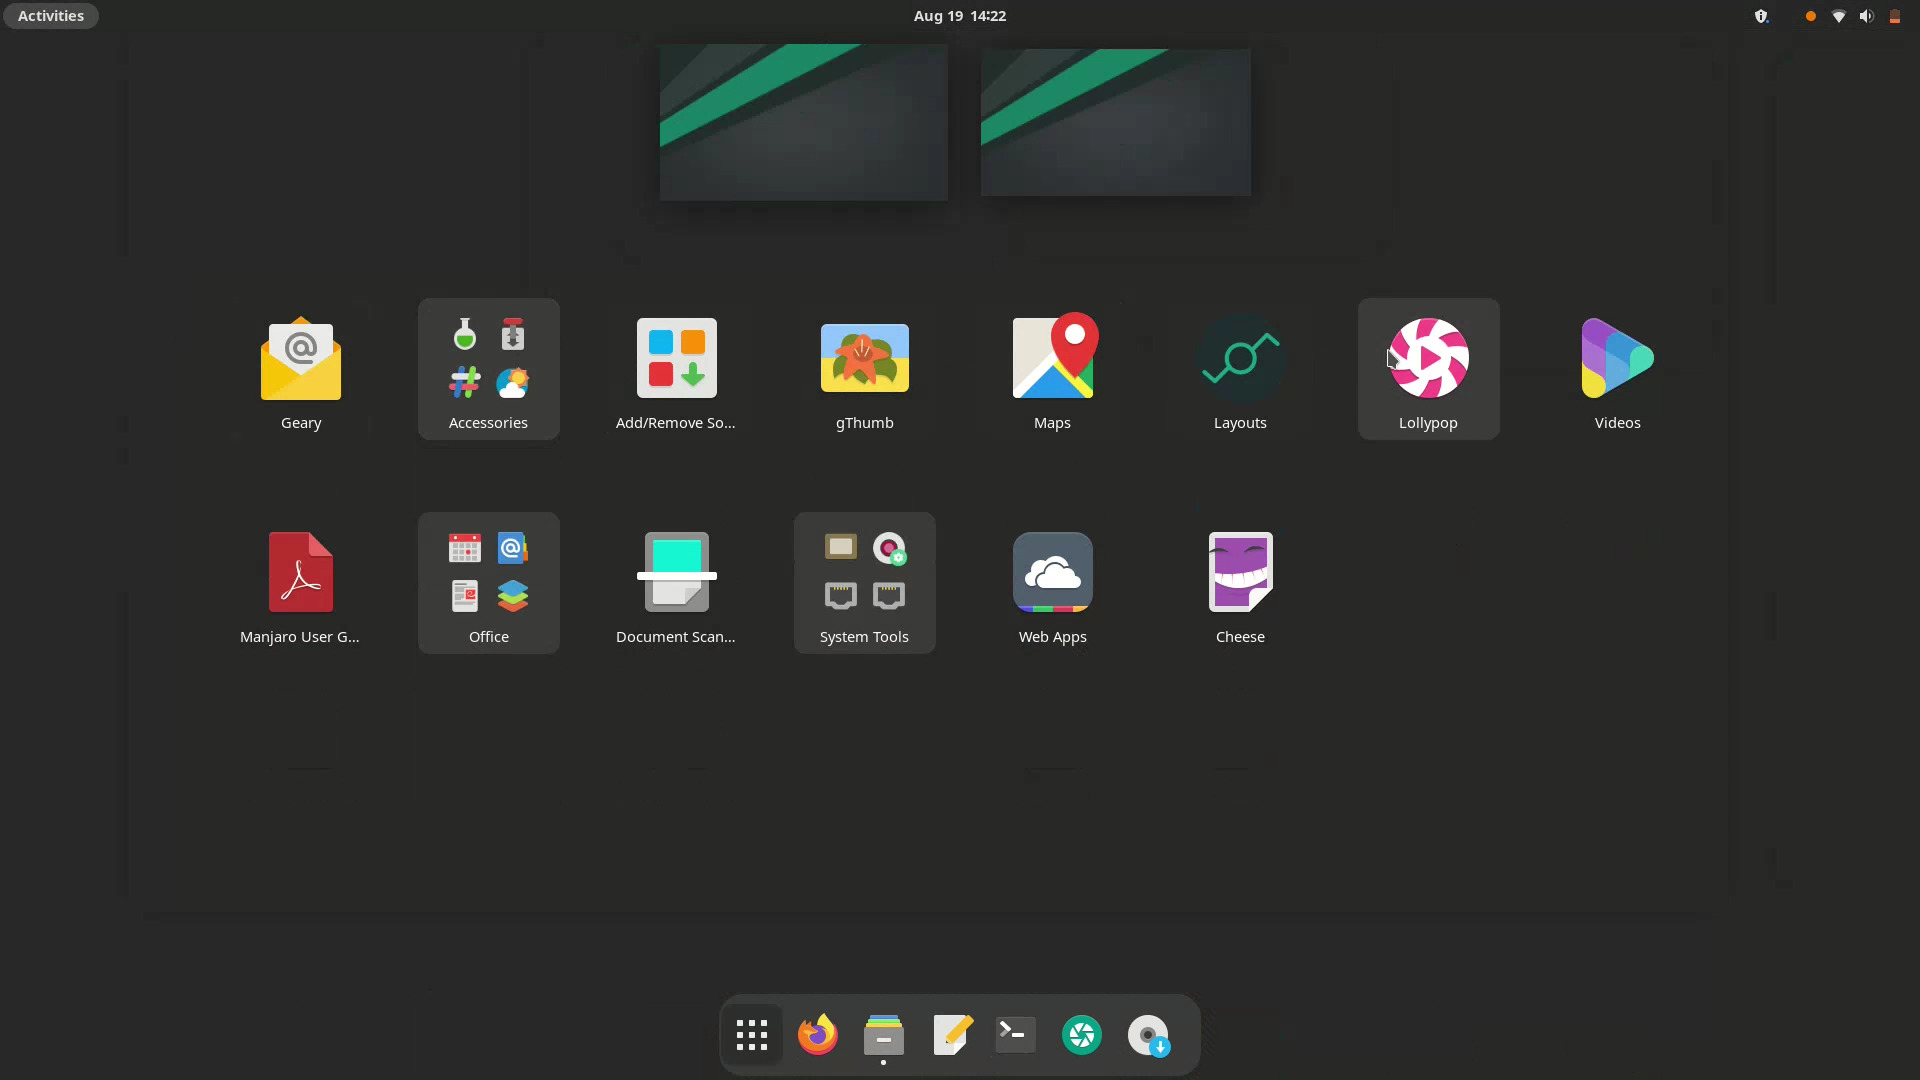 Activities
Aug 19 14:22
Geary
Accessories
Add/Remove So...
gThumb
Maps
Layouts
Lollypop
Videos
Manjaro User G...
Office
Document Scan...
System Tools
Web Apps
Cheese